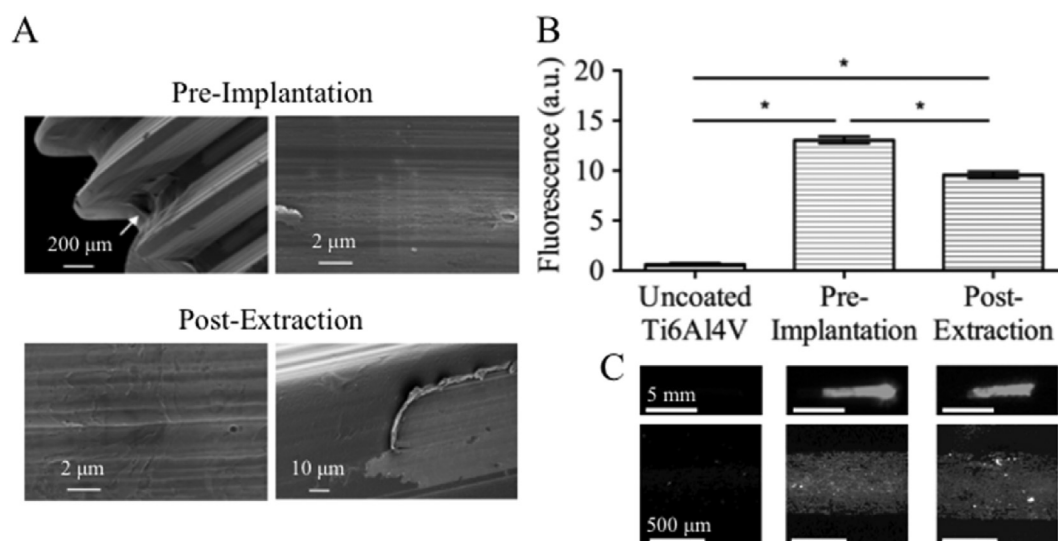 A
Pre-Implantation
200 μm
2 μm
Post-Extraction
2 μm
10 μm
B
Fluorescence (a.u.)
20
15
10
5
0
*
*
*
Uncoated
Ti6Al4V
Pre-
Implantation
Post-
Extraction
C
5 mm
500 μm